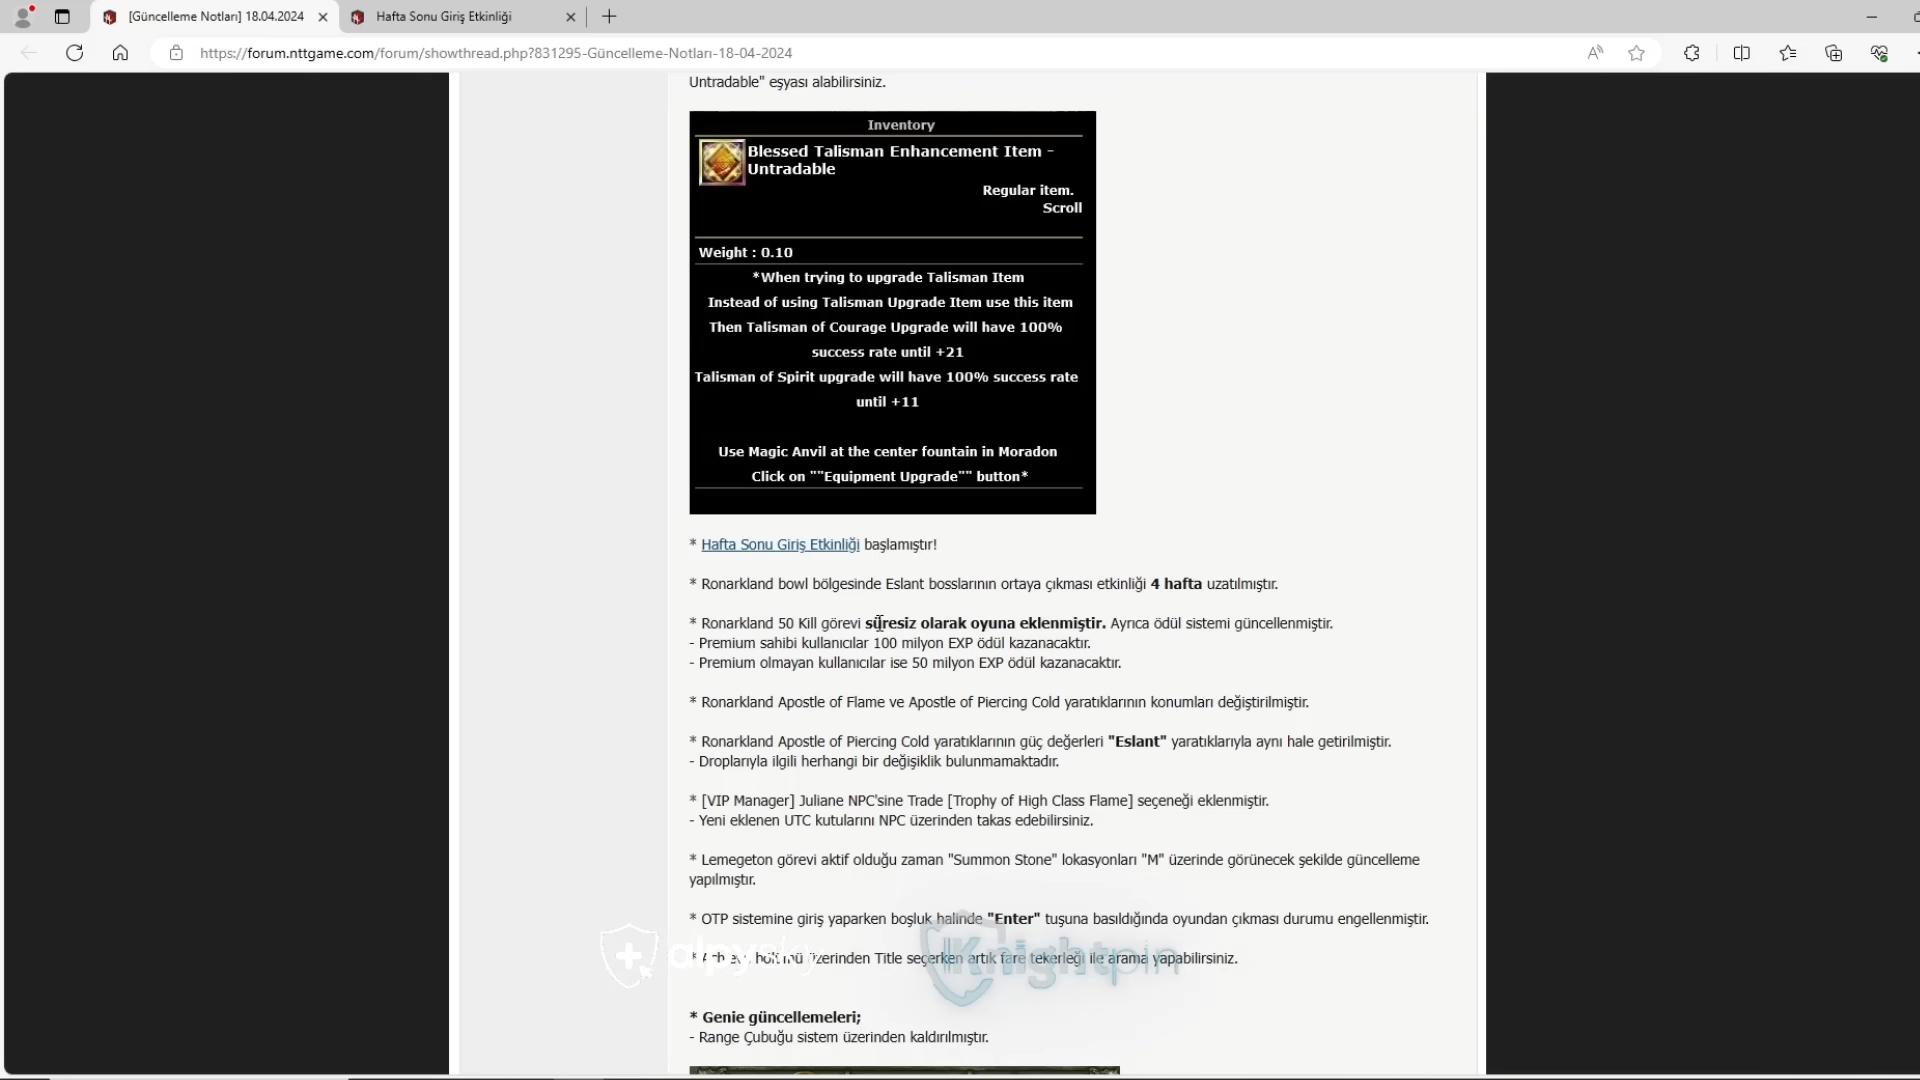 [Güncelleme Notları] 18.04.2024
Hafta Sonu Giriş Etkinliği
https://forum.nttgame.com/forum/showthread.php?831295-Güncelleme-Notları-18-04-2024
Untradable" eşyası alabilirsiniz.
Inventory
Blessed Talisman Enhancement Item -
Untradable
Regular item.
Scroll
Weight : 0.10
*When trying to upgrade Talisman Item
Instead of using Talisman Upgrade Item use this item
Then Talisman of Courage Upgrade will have 100%
success rate until +21
Talisman of Spirit upgrade will have 100% success rate
until +11
Use Magic Anvil at the center fountain in Moradon
Click on ""Equipment Upgrade"" button*
* Hafta Sonu Giriş Etkinliği başlamıştır!
* Ronarkland bowl bölgesinde Eslant bosslarının ortaya çıkması etkinliği 4 hafta uzatılmıştır.
* Ronarkland 50 Kill görevi süresiz olarak oyuna eklenmiştir. Ayrıca ödül sistemi güncellenmiştir.
- Premium sahibi kullanıcılar 100 milyon EXP ödül kazanacaktır.
- Premium olmayan kullanıcılar ise 50 milyon EXP ödül kazanacaktır.
* Ronarkland Apostle of Flame ve Apostle of Piercing Cold yaratıklarının konumları değiştirilmiştir.
* Ronarkland Apostle of Piercing Cold yaratıklarının güç değerleri "Eslant" yaratıklarıyla aynı hale getirilmiştir.
- Droplarıyla ilgili herhangi bir değişiklik bulunmamaktadır.
* [VIP Manager] Juliane NPC'sine Trade [Trophy of High Class Flame] seçeneği eklenmiştir.
- Yeni eklenen UTC kutularını NPC üzerinden takas edebilirsiniz.
* Lemegeton görevi aktif olduğu zaman "Summon Stone" lokasyonları "M" üzerinde görünecek şekilde güncelleme
yapılmıştır.
* OTP sistemine giriş yaparken boşluk halinde "Enter" tuşuna basıldığında oyundan çıkması durumu engellenmiştir.
alpysky
Knightpin
* üzerinden Title seçerken artık fare tekerleği ile arama yapabilirsiniz.
* Genie güncellemeleri;
- Range Çubuğu sistem üzerinden kaldırılmıştır.